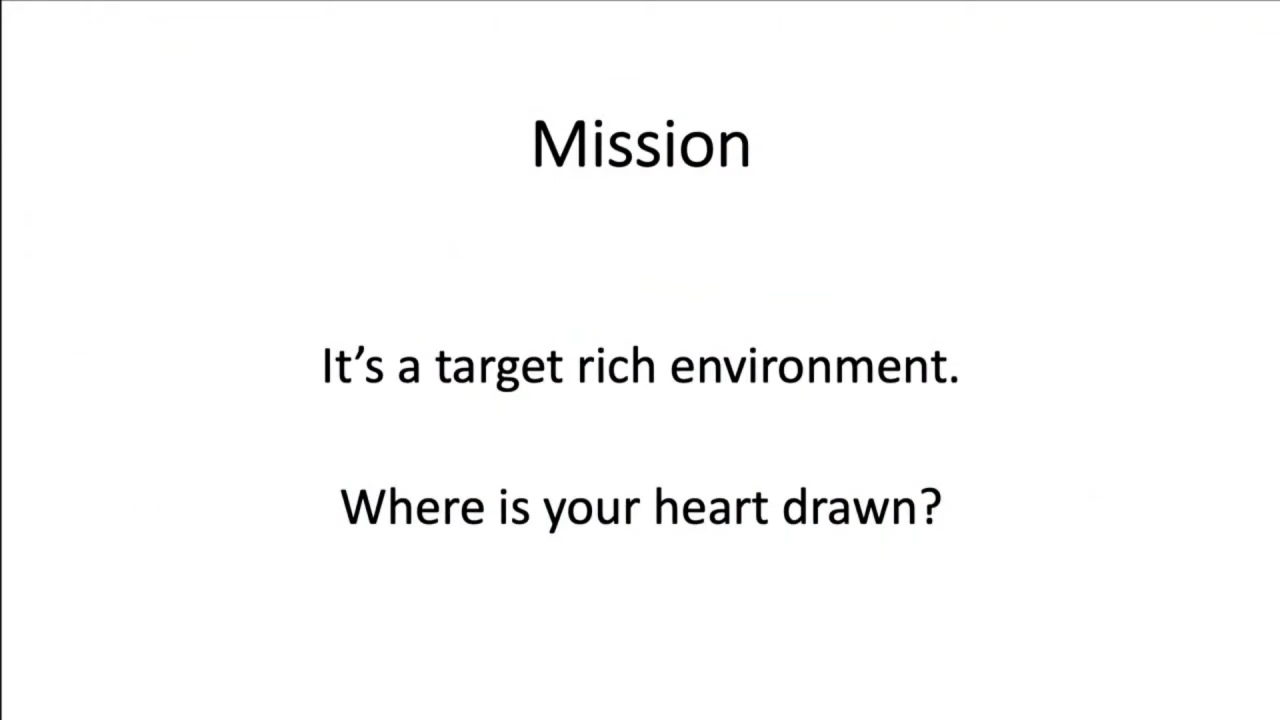 Mission
It’s a target rich environment.
Where is your heart drawn?